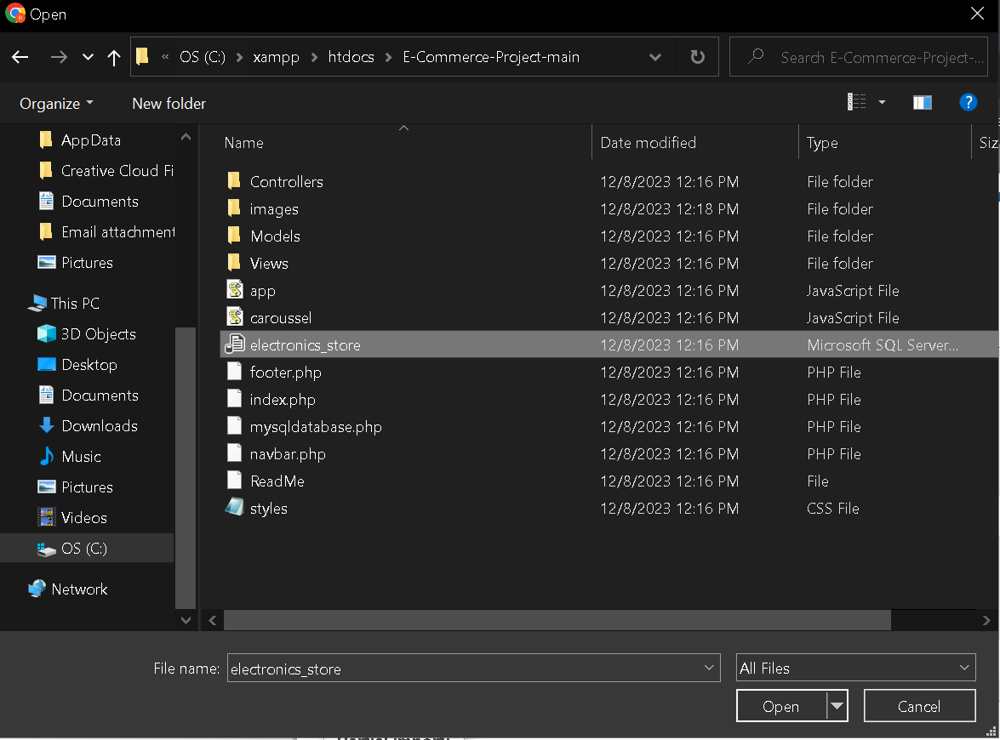 Open
« OS (C:) > xampp > htdocs > E-Commerce-Project-main
Search E-Commerce-Project-...
Organize New folder
?
AppData
Creative Cloud Fi
Documents
Email attachment
Pictures
This PC
3D Objects
Desktop
Documents
Downloads
Music
Pictures
Videos
OS (C:)
Network
Name Date modified Type Siz
Controllers 12/8/2023 12:16 PM File folder
images 12/8/2023 12:18 PM File folder
Models 12/8/2023 12:16 PM File folder
Views 12/8/2023 12:16 PM File folder
app 12/8/2023 12:16 PM JavaScript File
caroussel 12/8/2023 12:16 PM JavaScript File
electronics_store 12/8/2023 12:16 PM Microsoft SQL Server...
footer.php 12/8/2023 12:16 PM PHP File
index.php 12/8/2023 12:16 PM PHP File
mysqldatabase.php 12/8/2023 12:16 PM PHP File
navbar.php 12/8/2023 12:16 PM PHP File
ReadMe 12/8/2023 12:16 PM File
styles 12/8/2023 12:16 PM CSS File
File name: electronics_store
All Files
Open
Cancel